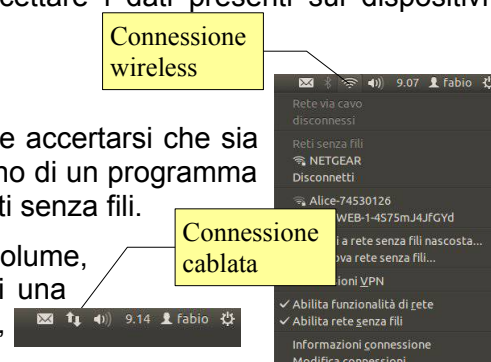 cettare i dati presenti sui dispositivi
Connessione
wireless
9.07 fabio
Rete via cavo
disconnessi
Reti senza fili
NETGEAR
Disconnetti
Alice-74530126
WEB-1-4S75mJ4JfGYd
i a rete senza fili nascosta...
ova rete senza fili...
ioni VPN
Abilita funzionalità di rete
Abilita rete senza fili
Informazioni connessione
Modifica connessioni
e accertarsi che sia
no di un programma
ti senza fili.
Connessione
cablata
olume,
i una
,
9.14 fabio